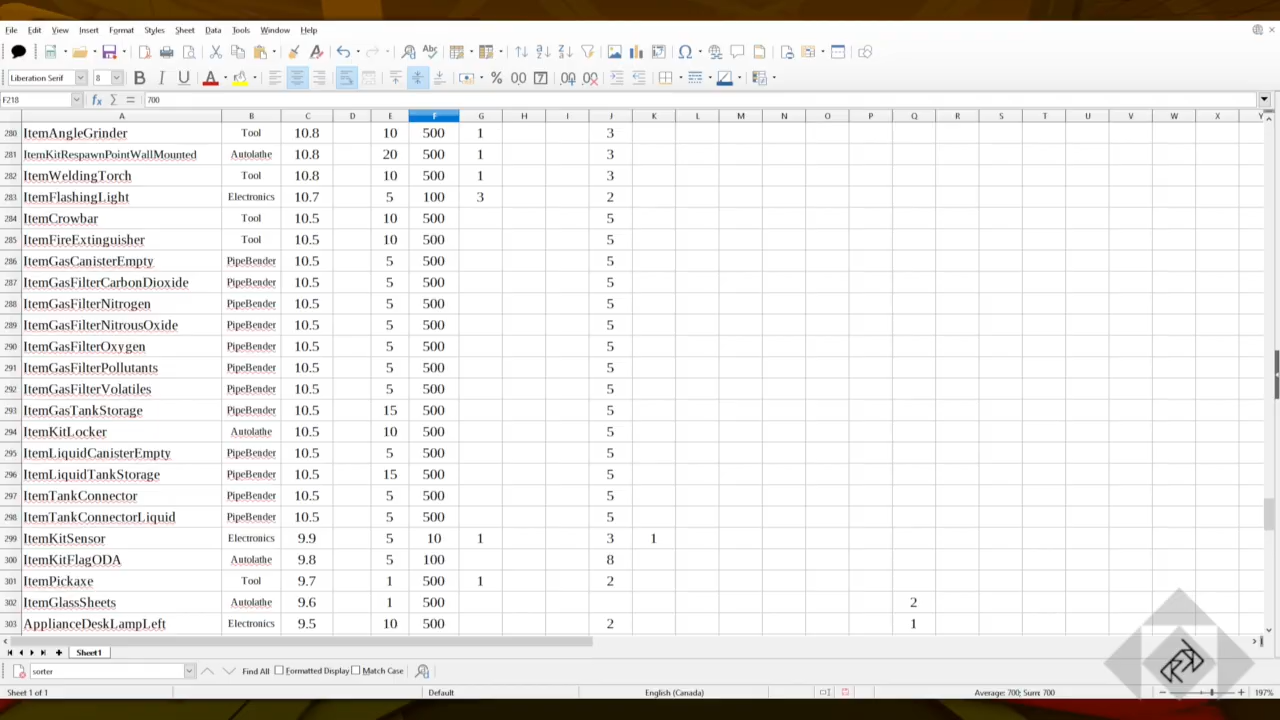 File Edit View Insert Format Styles Sheet Data Tools Window Help
Liberation Serif 8
F218 700
A B C D E F G H I J K L M N O P Q R S T U V W X Y
280 ItemAngleGrinder Tool 10.8 10 500 1 3
281 ItemKitRespawnPointWallMounted Autolathe 10.8 20 500 1 3
282 ItemWeldingTorch Tool 10.8 10 500 1 3
283 ItemFlashingLight Electronics 10.7 5 100 3 2
284 ItemCrowbar Tool 10.5 10 500 5
285 ItemFireExtinguisher Tool 10.5 10 500 5
286 ItemGasCanisterEmpty PipeBender 10.5 5 500 5
287 ItemGasFilterCarbonDioxide PipeBender 10.5 5 500 5
288 ItemGasFilterNitrogen PipeBender 10.5 5 500 5
289 ItemGasFilterNitrousOxide PipeBender 10.5 5 500 5
290 ItemGasFilterOxygen PipeBender 10.5 5 500 5
291 ItemGasFilterPollutants PipeBender 10.5 5 500 5
292 ItemGasFilterVolatiles PipeBender 10.5 5 500 5
293 ItemGasTankStorage PipeBender 10.5 15 500 5
294 ItemKitLocker Autolathe 10.5 10 500 5
295 ItemLiquidCanisterEmpty PipeBender 10.5 5 500 5
296 ItemLiquidTankStorage PipeBender 10.5 15 500 5
297 ItemTankConnector PipeBender 10.5 5 500 5
298 ItemTankConnectorLiquid PipeBender 10.5 5 500 5
299 ItemKitSensor Electronics 9.9 5 10 1 3 1
300 ItemKitFlagODA Autolathe 9.8 5 100 8
301 ItemPickaxe Tool 9.7 1 500 1 2
302 ItemGlassSheets Autolathe 9.6 1 500 2
303 ApplianceDeskLampLeft Electronics 9.5 10 500 2 1
Sheet1
sorter Find All Formatted Display Match Case
Sheet 1 of 1 Default English (Canada) Average: 700; Sum: 700 197%